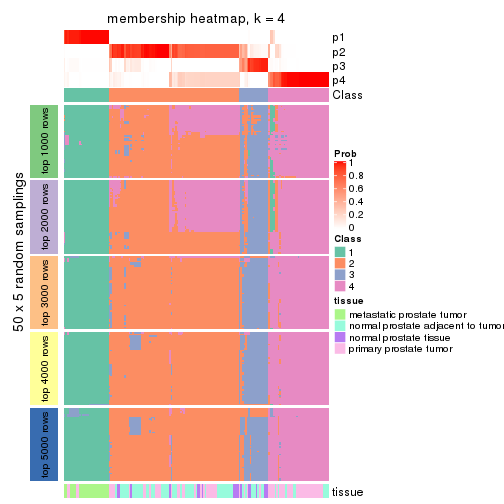 membership heatmap, k = 4
p1
p2
p3
p4
Class
50 x 5 random samplings
top 1000 rows
top 2000 rows
top 3000 rows
top 4000 rows
top 5000 rows
Prob
1
0.8
0.6
0.4
0.2
0
Class
1
2
3
4
tissue
metastatic prostate tumor
normal prostate adjacent to tumor
normal prostate tissue
primary prostate tumor
tissue